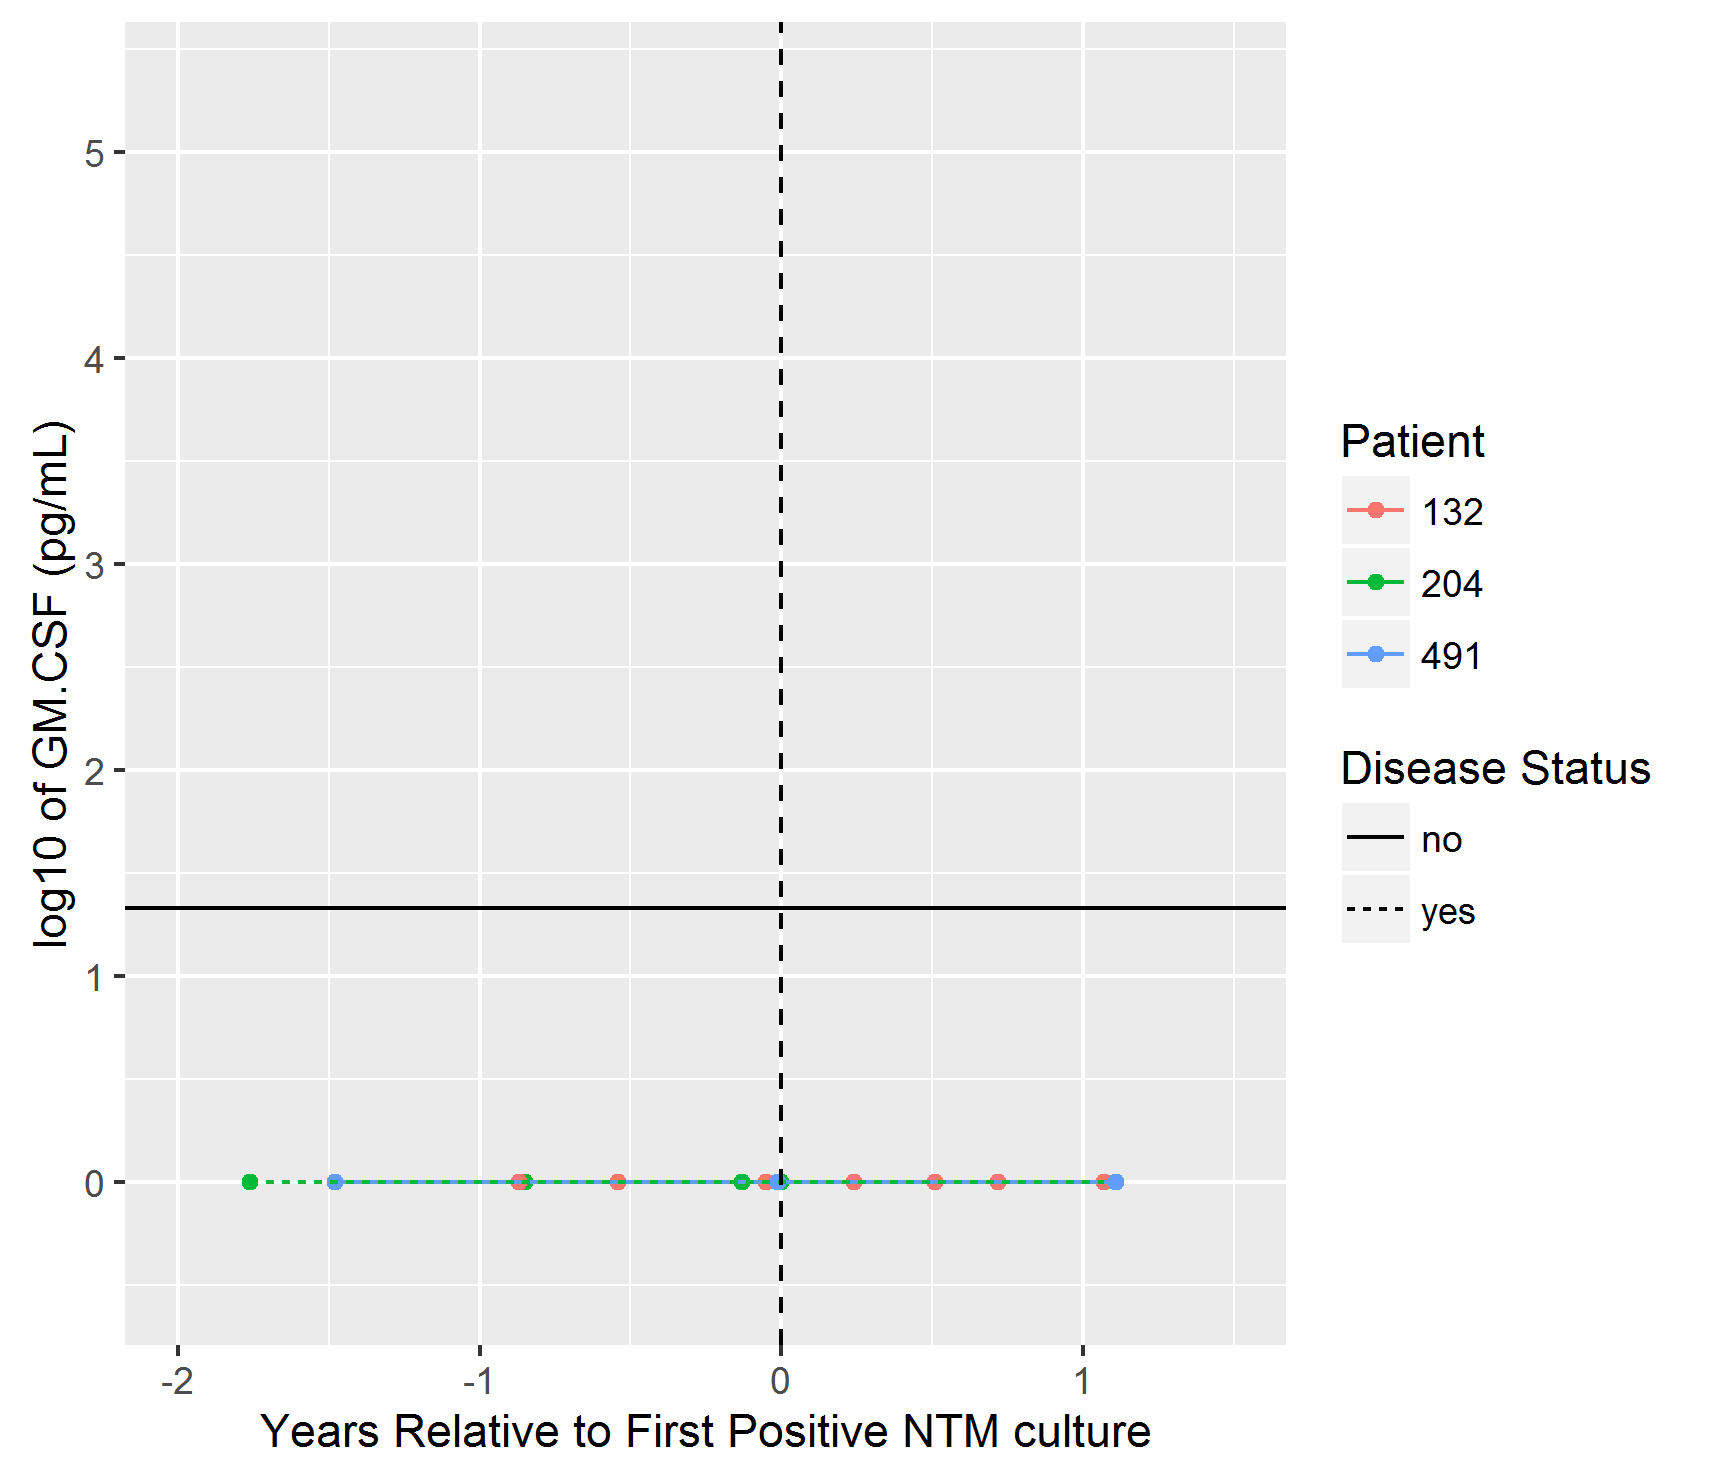 log10 of GM.CSF (pg/mL)
5
4
3
2
1
0
-2 -1 0 1
Years Relative to First Positive NTM culture
Patient
132
204
491
Disease Status
no
yes